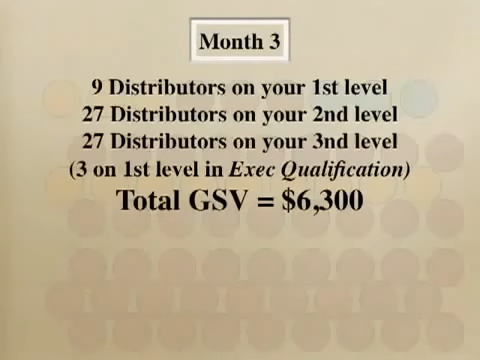 Month 3
9 Distributors on your 1st level
27 Distributors on your 2nd level
27 Distributors on your 3rd level
(3 on 1st level in Exec Qualification)
Total GSV = $6,300